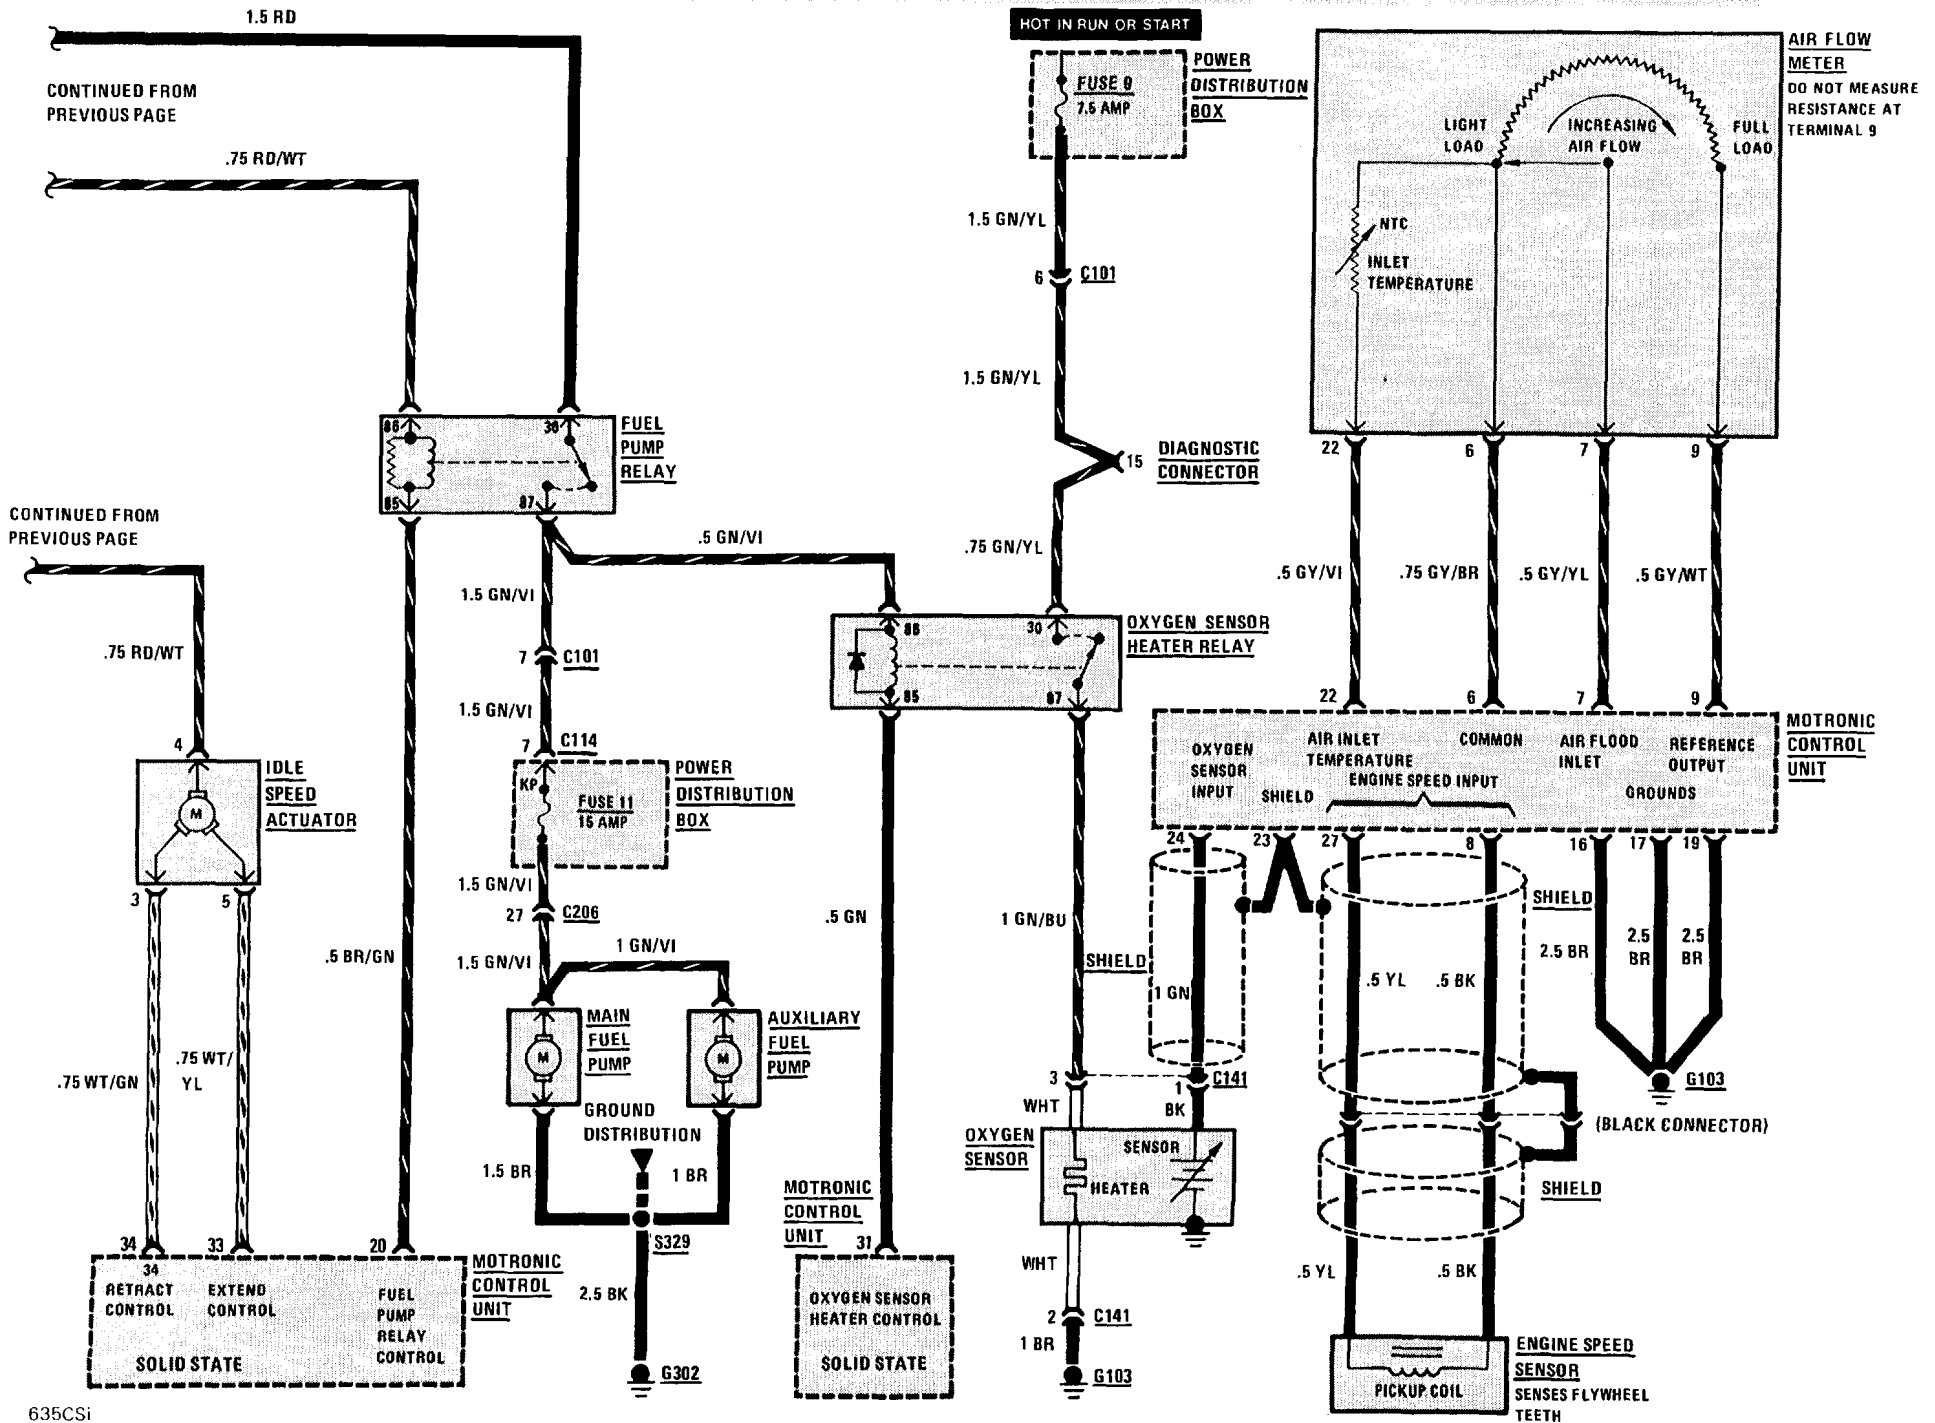 1.5 RD
CONTINUED FROM
PREVIOUS PAGE
.75 RD/WT
86
30
FUEL
PUMP
RELAY
85
87
CONTINUED FROM
PREVIOUS PAGE
.75 RD/WT
4
IDLE
SPEED
ACTUATOR
M
3
5
.75 WT/GN
.75 WT/
YL
.5 BR/GN
34
33
20
34
RETRACT
CONTROL
EXTEND
CONTROL
FUEL
PUMP
RELAY
CONTROL
SOLID STATE
MOTRONIC
CONTROL
UNIT
635CSi
.5 GN/VI
1.5 GN/VI
7
C101
1.5 GN/VI
7
C114
KP
FUSE 11
15 AMP
POWER
DISTRIBUTION
BOX
1.5 GN/VI
27
C206
1.5 GN/VI
1 GN/VI
M
MAIN
FUEL
PUMP
M
AUXILIARY
FUEL
PUMP
GROUND
DISTRIBUTION
1.5 BR
1 BR
S329
2.5 BK
G302
HOT IN RUN OR START
FUSE 9
7.5 AMP
POWER
DISTRIBUTION
BOX
1.5 GN/YL
6
C101
1.5 GN/YL
15
DIAGNOSTIC
CONNECTOR
.75 GN/YL
86
30
OXYGEN SENSOR
HEATER RELAY
85
87
.5 GN
1 GN/BU
MOTRONIC
CONTROL
UNIT
31
OXYGEN SENSOR
HEATER CONTROL
SOLID STATE
AIR FLOW
METER
DO NOT MEASURE
RESISTANCE AT
TERMINAL 9
LIGHT
LOAD
INCREASING
AIR FLOW
FULL
LOAD
NTC
INLET
TEMPERATURE
22
6
7
9
.5 GY/VI
.75 GY/BR
.5 GY/YL
.5 GY/WT
22
6
7
9
MOTRONIC
CONTROL
UNIT
OXYGEN
SENSOR
INPUT
AIR INLET
TEMPERATURE
COMMON
AIR FLOOD
INLET
REFERENCE
OUTPUT
SHIELD
ENGINE SPEED INPUT
GROUNDS
24
23
27
8
16
17
19
SHIELD
1 GN
SHIELD
.5 YL
.5 BK
2.5 BR
2.5
BR
2.5
BR
G103
3
1
C141
WHT
BK
OXYGEN
SENSOR
SENSOR
HEATER
WHT
2
C141
1 BR
G103
(BLACK CONNECTOR)
SHIELD
.5 YL
.5 BK
PICKUP COIL
ENGINE SPEED
SENSOR
SENSES FLYWHEEL
TEETH